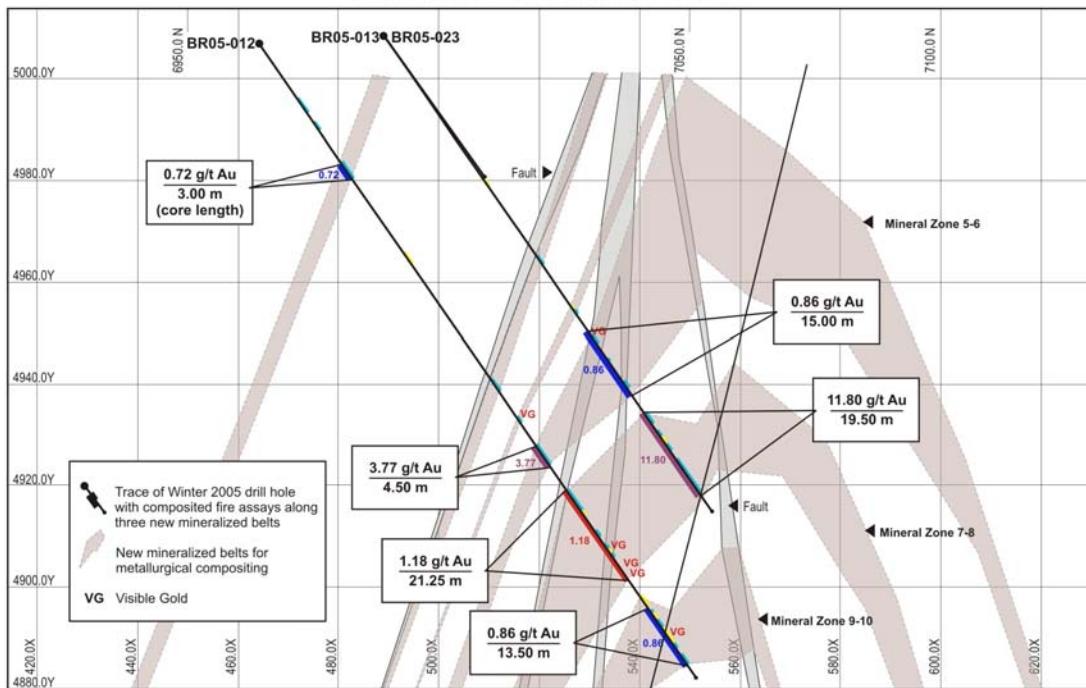 6950.0 N
7050.0 N
7100.0 N
BR05-012
BR05-013
BR05-023
5000.0Y
4980.0Y
4960.0Y
4940.0Y
4920.0Y
4900.0Y
4880.0Y
0.72 g/t Au
3.00 m
(core length)
0.72
Fault
Mineral Zone 5-6
VG
0.86
0.86 g/t Au
15.00 m
11.80 g/t Au
19.50 m
11.80
VG
3.77 g/t Au
4.50 m
3.77
Fault
Mineral Zone 7-8
1.18
VG
VG
VG
1.18 g/t Au
21.25 m
0.86 g/t Au
13.50 m
0.86
VG
Mineral Zone 9-10
Trace of Winter 2005 drill hole
with composited fire assays along
three new mineralized belts
New mineralized belts for
metallurgical compositing
VG Visible Gold
420.0X
440.0X
460.0X
480.0X
500.0X
540.0X
560.0X
580.0X
600.0X
620.0X